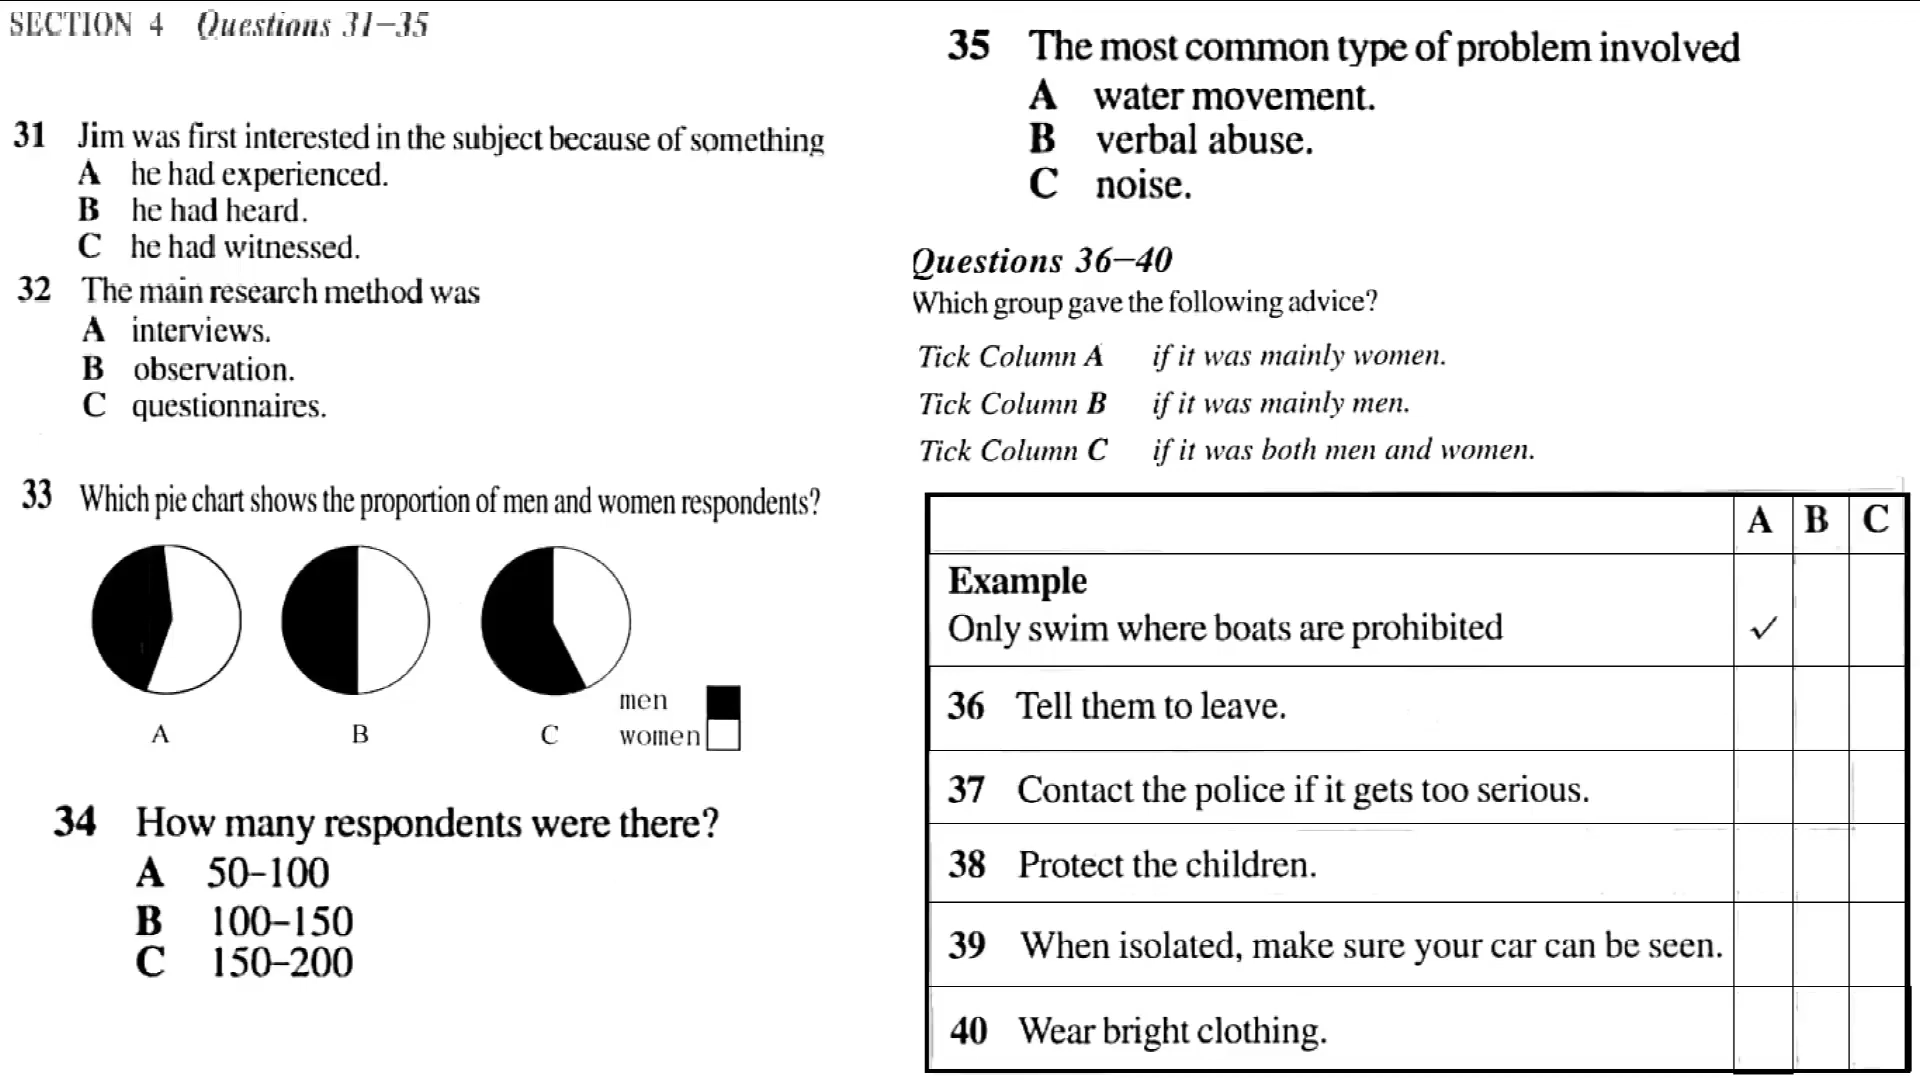 SECTION 4 Questions 31–35
31 Jim was first interested in the subject because of something
A he had experienced.
B he had heard.
C he had witnessed.
32 The main research method was
A interviews.
B observation.
C questionnaires.
33 Which pie chart shows the proportion of men and women respondents?
A B C
men
women
34 How many respondents were there?
A 50–100
B 100–150
C 150–200
35 The most common type of problem involved
A water movement.
B verbal abuse.
C noise.
Questions 36–40
Which group gave the following advice?
Tick Column A if it was mainly women.
Tick Column B if it was mainly men.
Tick Column C if it was both men and women.
A B C
Example
Only swim where boats are prohibited ✓
36 Tell them to leave.
37 Contact the police if it gets too serious.
38 Protect the children.
39 When isolated, make sure your car can be seen.
40 Wear bright clothing.